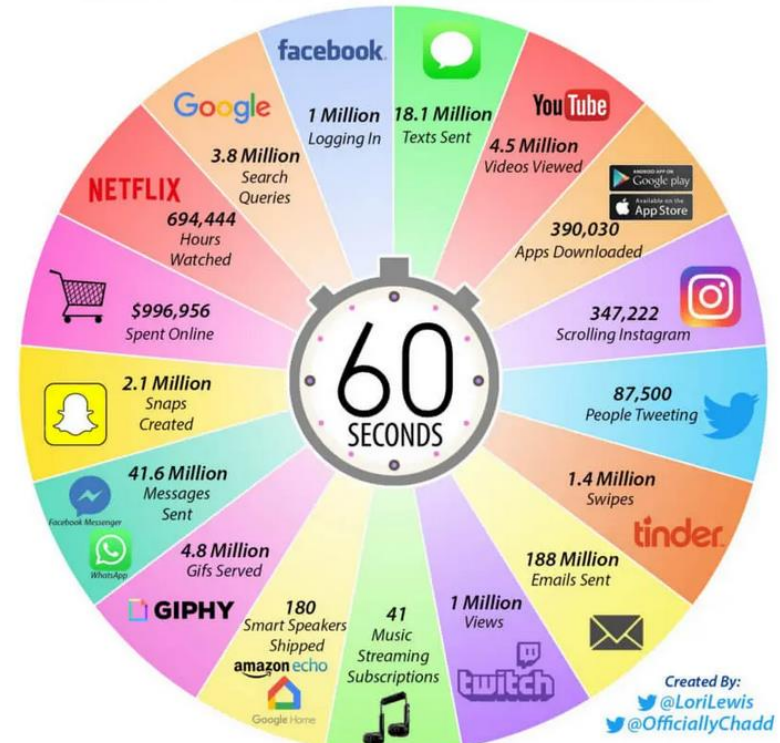 facebook
1 Million
Logging In
18.1 Million
Texts Sent
YouTube
4.5 Million
Videos Viewed
ANDROID APP ON
Google play
Available on the
App Store
390,030
Apps Downloaded
347,222
Scrolling Instagram
87,500
People Tweeting
1.4 Million
Swipes
tinder
188 Million
Emails Sent
1 Million
Views
twitch
41
Music
Streaming
Subscriptions
180
Smart Speakers
Shipped
amazon echo
Google Home
4.8 Million
Gifs Served
GIPHY
41.6 Million
Messages
Sent
Facebook Messenger
WhatsApp
2.1 Million
Snaps
Created
$996,956
Spent Online
NETFLIX
694,444
Hours
Watched
Google
3.8 Million
Search
Queries
60
SECONDS
Created By:
@LoriLewis
@OfficiallyChadd